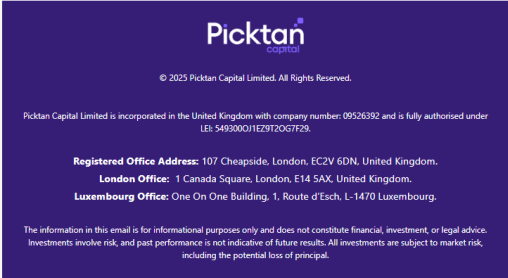 Picktan
capital
© 2025 Picktan Capital Limited. All Rights Reserved.
Picktan Capital Limited is incorporated in the United Kingdom with company number: 09526392 and is fully authorised under
LEI: 549300OJ1EZ9T2OG7F29.
Registered Office Address: 107 Cheapside, London, EC2V 6DN, United Kingdom.
London Office: 1 Canada Square, London, E14 5AX, United Kingdom.
Luxembourg Office: One On One Building, 1, Route d'Esch, L-1470 Luxembourg.
The information in this email is for informational purposes only and does not constitute financial, investment, or legal advice.
Investments involve risk, and past performance is not indicative of future results. All investments are subject to market risk,
including the potential loss of principal.